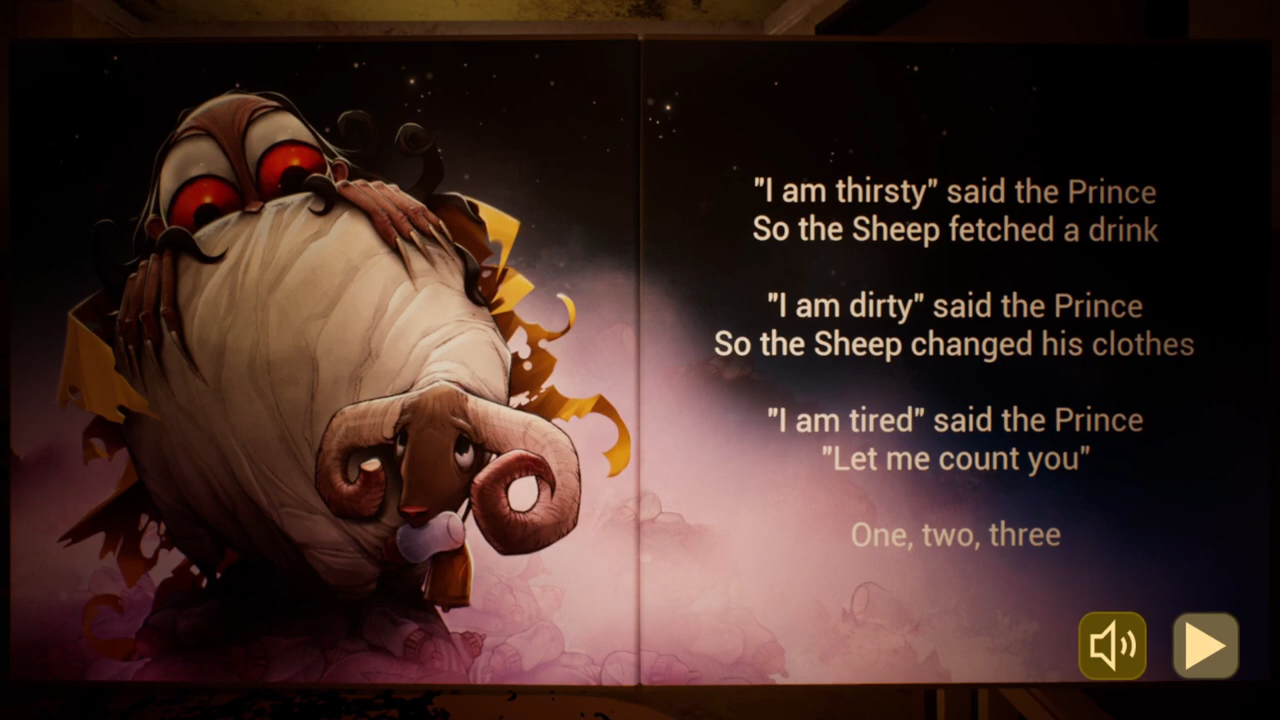 "I am thirsty" said the Prince
So the Sheep fetched a drink
"I am dirty" said the Prince
So the Sheep changed his clothes
"I am tired" said the Prince
"Let me count you"
One, two, three